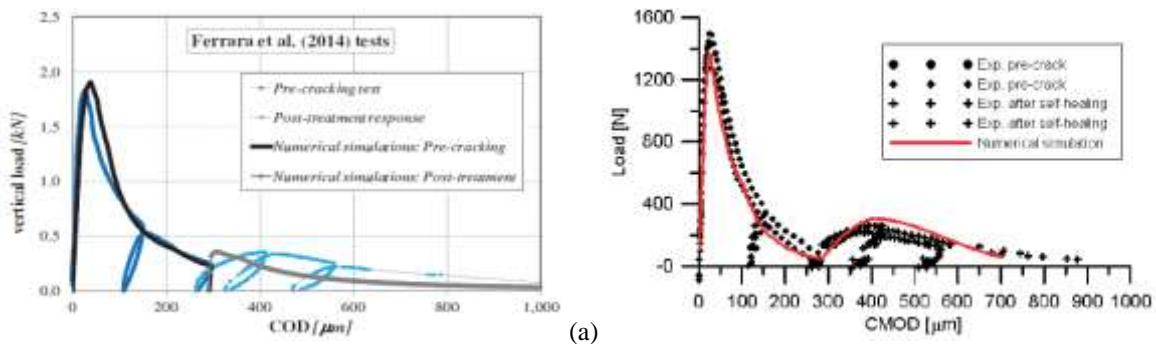 2.5
2.0
1.5
1.0
0.5
0.0
vertical load [kN]
Ferrara et al. (2014) tests
Pre-cracking test
Post-treatment response
Numerical simulations: Pre-cracking
Numerical simulations: Post-treatment
0
200
400
600
800
1,000
COD [μm]
(a)
1600
1200
800
400
-0
Load [N]
Exp. pre-crack
Exp. pre-crack
Exp. after self-healing
Exp. after self-healing
Numerical simulation
0
100
200
300
400
500
600
700
800
900
1000
CMOD [μm]